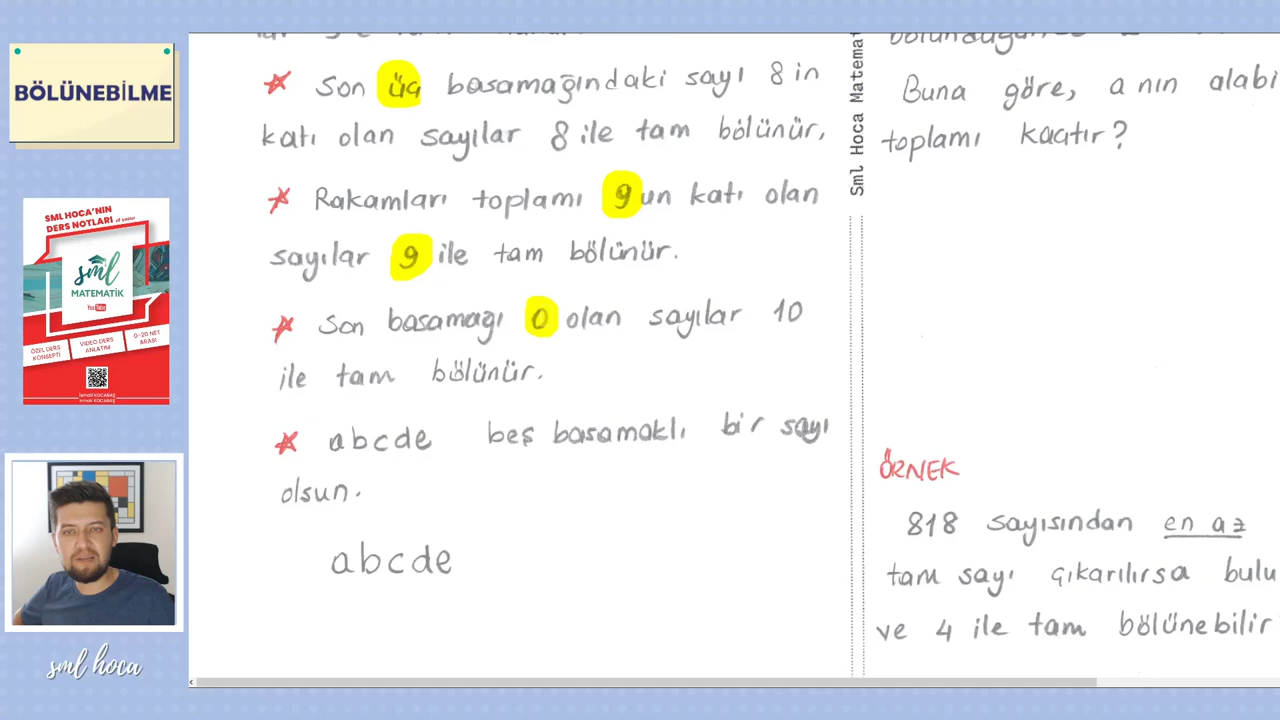 BÖLÜNEBİLME
SML HOCA'NIN
DERS NOTLARI
sml
MATEMATİK
YouTube
ÖZEL DERS
KONSEPTİ
VİDEO DERS
ANLATIM
0-20 NET
ARASI
sml hoca
Son üç basamağındaki sayı 8 in
katı olan sayılar 8 ile tam bölünür.
Rakamları toplamı 9 un katı olan
sayılar 9 ile tam bölünür.
Son basamağı 0 olan sayılar 10
ile tam bölünür.
abcde beş basamaklı bir sayı
olsun.
abcde
Sml Hoca Matemat
Buna göre, a nın alabi
toplamı kaçtır?
ÖRNEK
818 sayısından en az
tam sayı çıkarılırsa bulu
ve 4 ile tam bölünebilir